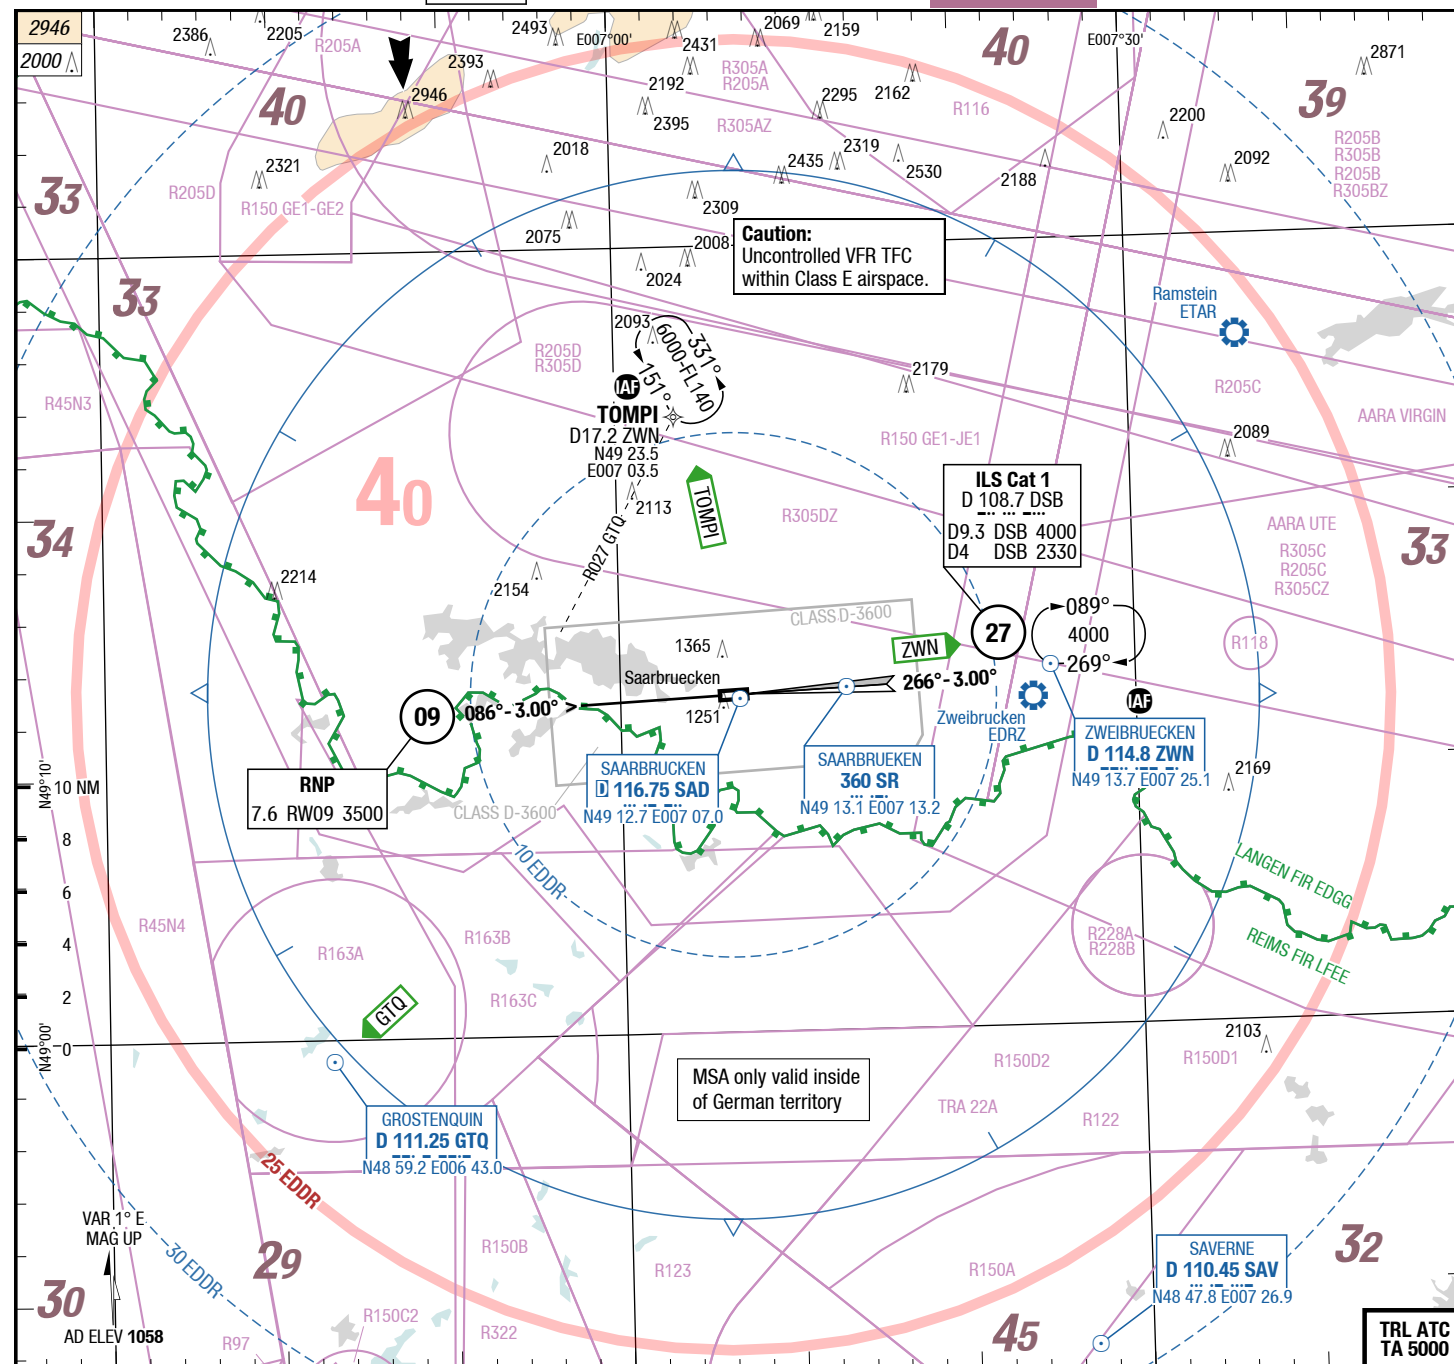 2946
2000
2386
2205
R205A
2493
E007°00'
2431
2069
2159
40
E007°30'
2871
2393
2946
40
2192
2395
R305A
R205A
R305AZ
2295
2162
R116
39
2200
R205B
R305B
R205B
R305BZ
2321
2018
2435
2319
2530
2188
2092
33
R205D
R150 GE1-GE2
2309
2075
2008
2024
Caution:
Uncontrolled VFR TFC
within Class E airspace.
33
Ramstein
ETAR
2093
6000-FL140
331°
151°
R205D
R305D
IAF
TOMPI
D17.2 ZWN
N49 23.5
E007 03.5
2179
R205C
R45N3
AARA VIRGIN
R150 GE1-JE1
2089
40
2113
TOMPI
R305DZ
ILS Cat 1
D 108.7 DSB
D9.3 DSB 4000
D4 DSB 2330
AARA UTE
R305C
R205C
R305CZ
34
33
R027 GTQ
2214
2154
CLASS D-3600
27
089°
4000
269°
R118
1365
ZWN
Saarbruecken
266°-3.00°
09
086°-3.00° >
1251
Zweibrucken
EDRZ
IAF
RNP
7.6 RW09 3500
SAARBRUCKEN
D 116.75 SAD
N49 12.7 E007 07.0
SAARBRUEKEN
360 SR
N49 13.1 E007 13.2
ZWEIBRUECKEN
D 114.8 ZWN
N49 13.7 E007 25.1
2169
N49°10'
10 NM
8
6
4
2
0
CLASS D-3600
10 EDDR
LANGEN FIR EDGG
REIMS FIR LFEE
R45N4
R163A
R163B
R163C
R228A
R228B
GTQ
N49°00'
2103
R150D2
R150D1
MSA only valid inside
of German territory
TRA 22A
R122
GROSTENQUIN
D 111.25 GTQ
N48 59.2 E006 43.0
25 EDDR
VAR 1° E
MAG UP
30 EDDR
29
R150B
R123
R150A
SAVERNE
D 110.45 SAV
N48 47.8 E007 26.9
32
30
AD ELEV 1058
R97
R150C2
R322
45
TRL ATC
TA 5000